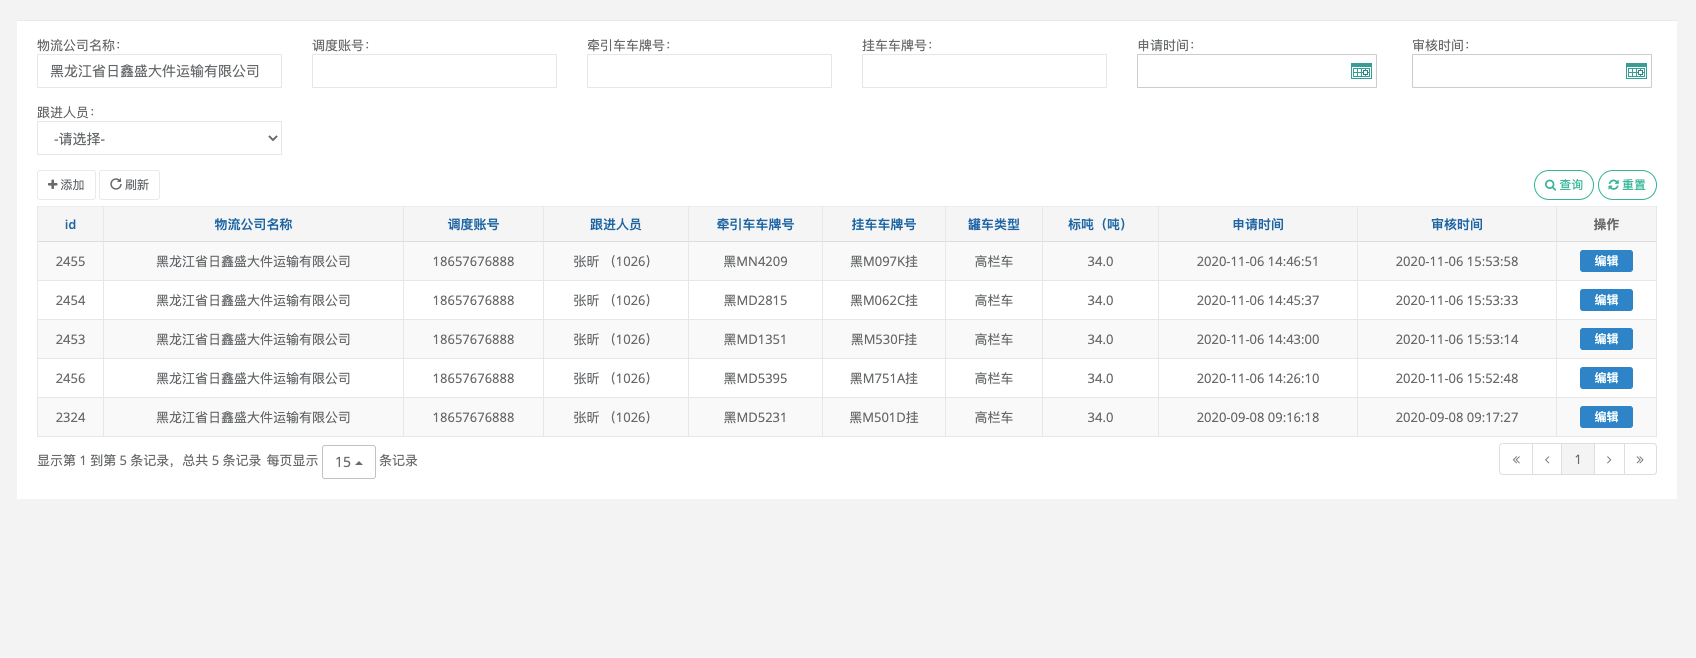 物流公司名称： 调度账号： 牵引车车牌号： 挂车车牌号： 申请时间： 审核时间：
黑龙江省日鑫盛大件运输有限公司
跟进人员：
-请选择-
添加 刷新 查询 重置
id 物流公司名称 调度账号 跟进人员 牵引车车牌号 挂车车牌号 罐车类型 标吨（吨） 申请时间 审核时间 操作
2455 黑龙江省日鑫盛大件运输有限公司 18657676888 张昕 （1026） 黑MN4209 黑M097K挂 高栏车 34.0 2020-11-06 14:46:51 2020-11-06 15:53:58 编辑
2454 黑龙江省日鑫盛大件运输有限公司 18657676888 张昕 （1026） 黑MD2815 黑M062C挂 高栏车 34.0 2020-11-06 14:45:37 2020-11-06 15:53:33 编辑
2453 黑龙江省日鑫盛大件运输有限公司 18657676888 张昕 （1026） 黑MD1351 黑M530F挂 高栏车 34.0 2020-11-06 14:43:00 2020-11-06 15:53:14 编辑
2456 黑龙江省日鑫盛大件运输有限公司 18657676888 张昕 （1026） 黑MD5395 黑M751A挂 高栏车 34.0 2020-11-06 14:26:10 2020-11-06 15:52:48 编辑
2324 黑龙江省日鑫盛大件运输有限公司 18657676888 张昕 （1026） 黑MD5231 黑M501D挂 高栏车 34.0 2020-09-08 09:16:18 2020-09-08 09:17:27 编辑
显示第 1 到第 5 条记录，总共 5 条记录 每页显示 15 条记录 « ‹ 1 › »